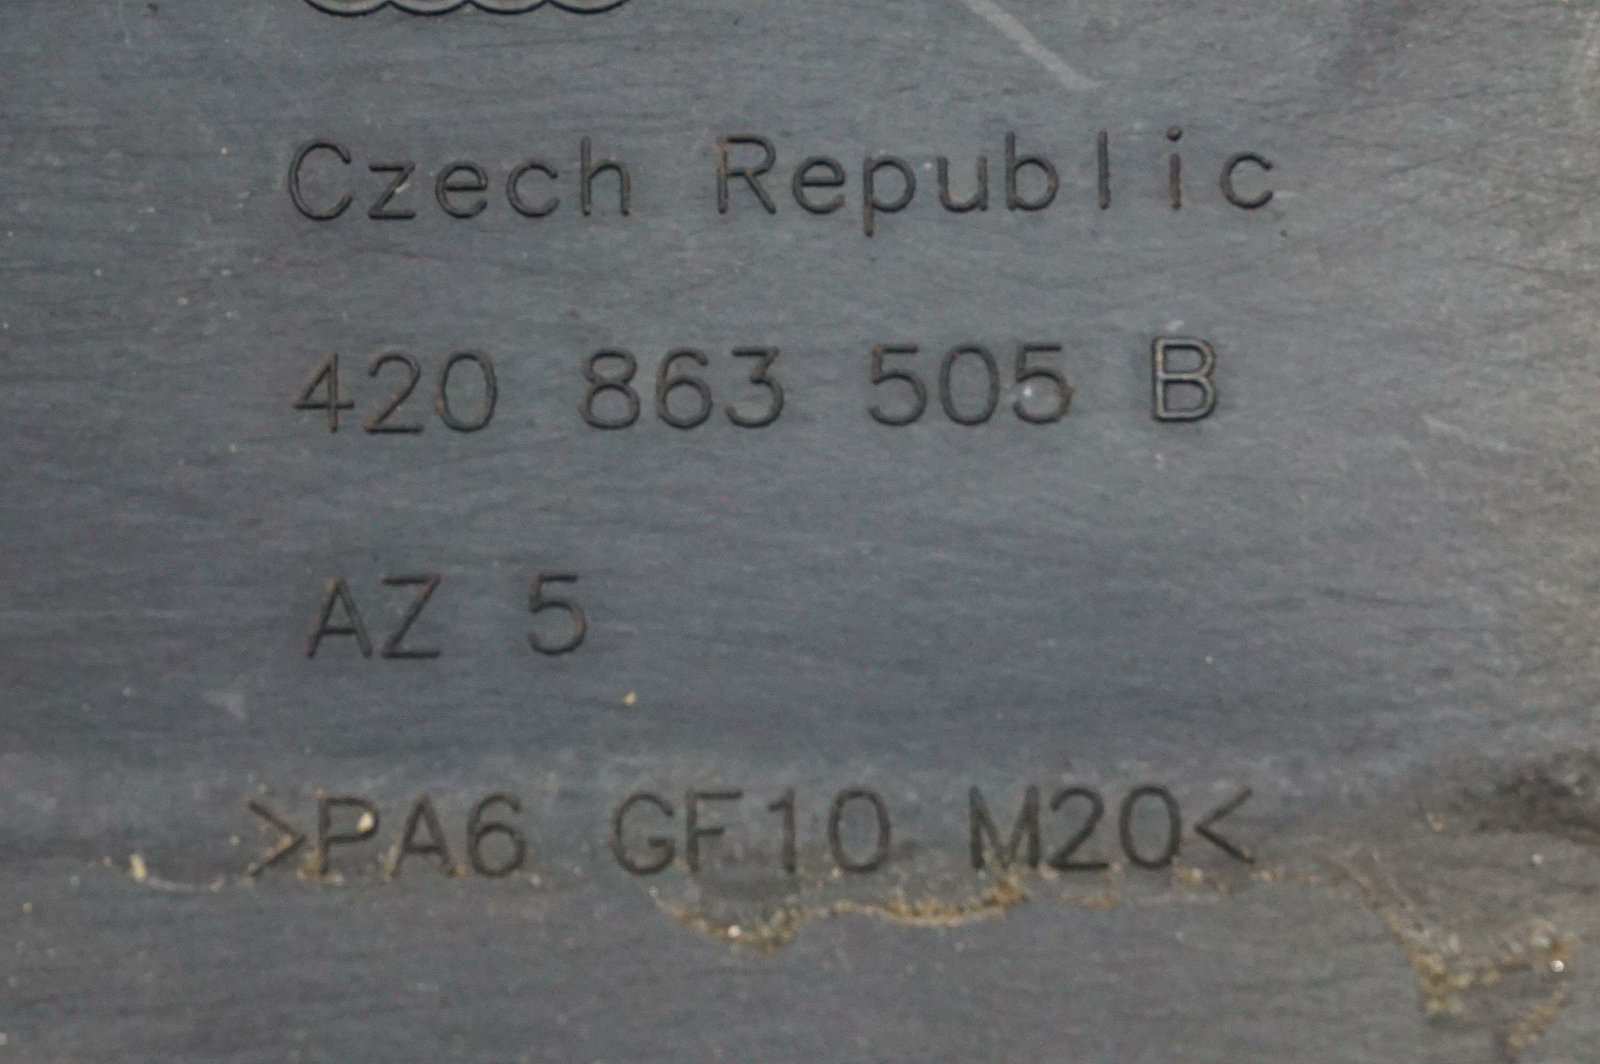 Czech Republic
420 863 505 B
AZ 5
>PA6 GF10 M20<